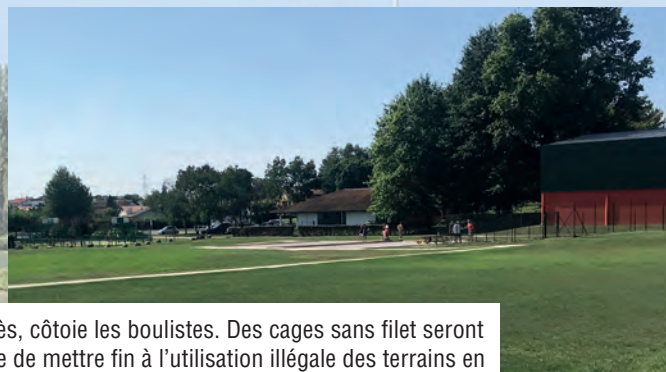 ès, côtoie les boulistes. Des cages sans filet seront
e de mettre fin à l’utilisation illégale des terrains en